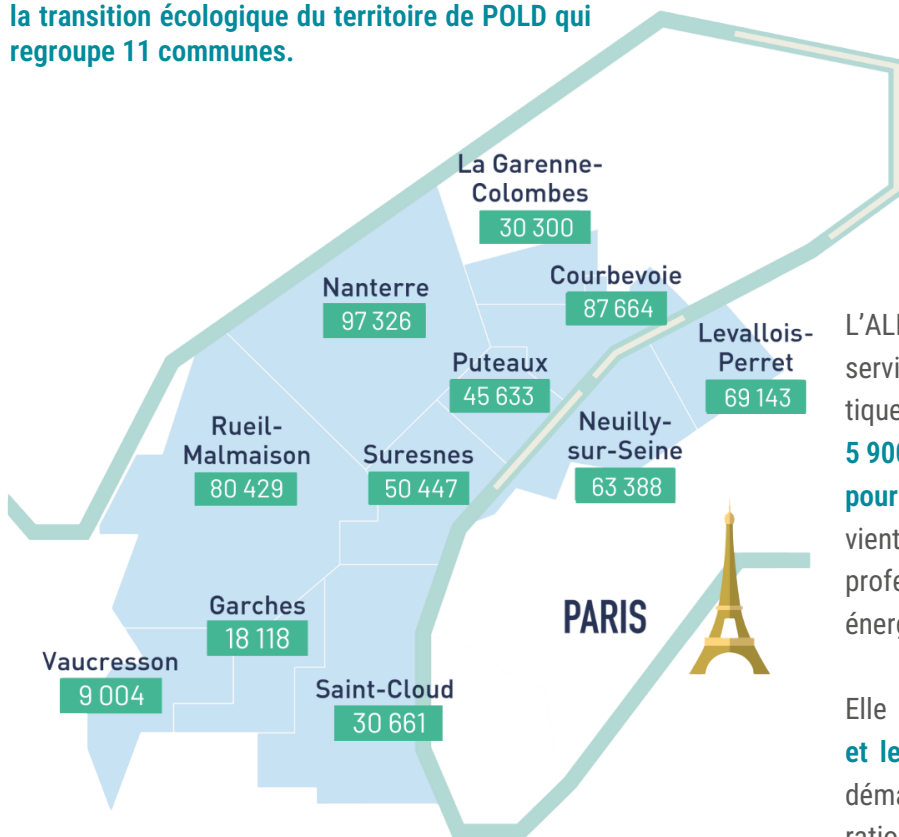 la transition écologique du territoire de POLD qui
regroupe 11 communes.
La Garenne-
Colombes
30 300
Nanterre
97 326
Courbevoie
87 664
Levallois-
Perret
69 143
Puteaux
45 633
Neuilly-
sur-Seine
63 388
Rueil-
Malmaison
80 429
Suresnes
50 447
Garches
18 118
Vaucresson
9 004
Saint-Cloud
30 661
PARIS
servi
tique
5 900
pour
vient
profe
énerg
Elle
et le
déma
ratio